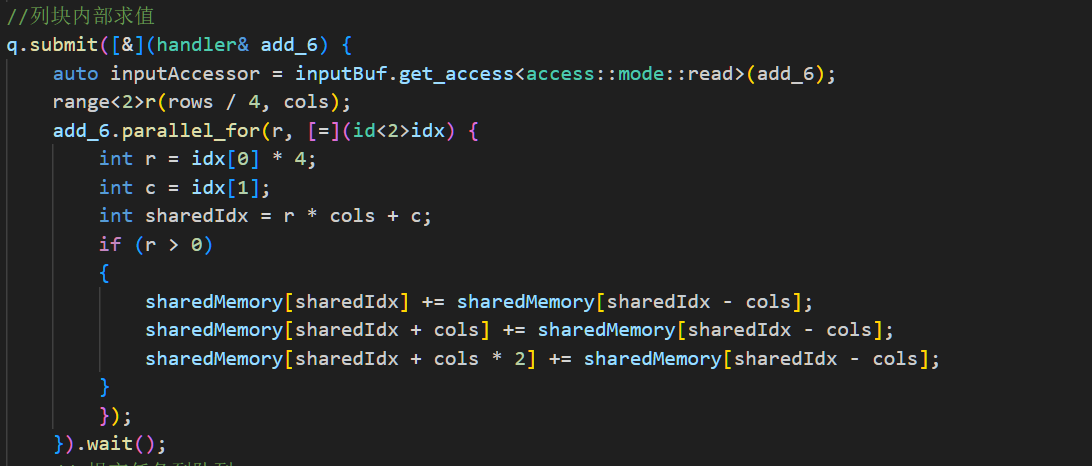 //列块内部求值
q.submit([&](handler& add_6) {
    auto inputAccessor = inputBuf.get_access<access::mode::read>(add_6);
    range<2>r(rows / 4, cols);
    add_6.parallel_for(r, [=](id<2>idx) {
        int r = idx[0] * 4;
        int c = idx[1];
        int sharedIdx = r * cols + c;
        if (r > 0)
        {
            sharedMemory[sharedIdx] += sharedMemory[sharedIdx - cols];
            sharedMemory[sharedIdx + cols] += sharedMemory[sharedIdx - cols];
            sharedMemory[sharedIdx + cols * 2] += sharedMemory[sharedIdx - cols];
        }
        });
    }).wait();